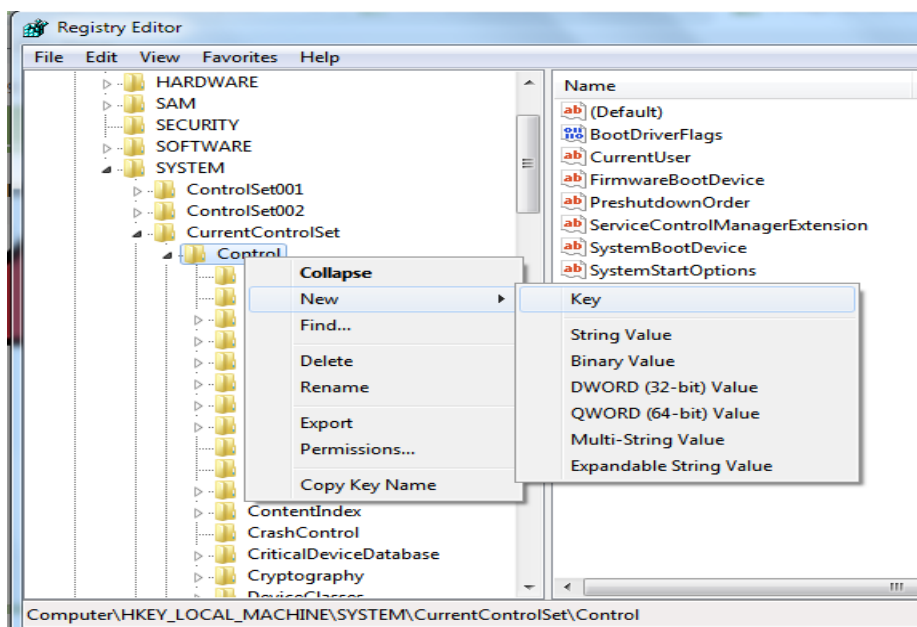 Registry Editor
File Edit View Favorites Help
HARDWARE
SAM
SECURITY
SOFTWARE
SYSTEM
ControlSet001
ControlSet002
CurrentControlSet
Control
ContentIndex
CrashControl
CriticalDeviceDatabase
Cryptography
DeviceClasses
Collapse
New
Find...
Delete
Rename
Export
Permissions...
Copy Key Name
Key
String Value
Binary Value
DWORD (32-bit) Value
QWORD (64-bit) Value
Multi-String Value
Expandable String Value
Name
(Default)
BootDriverFlags
CurrentUser
FirmwareBootDevice
PreshutdownOrder
ServiceControlManagerExtension
SystemBootDevice
SystemStartOptions
Computer\HKEY_LOCAL_MACHINE\SYSTEM\CurrentControlSet\Control